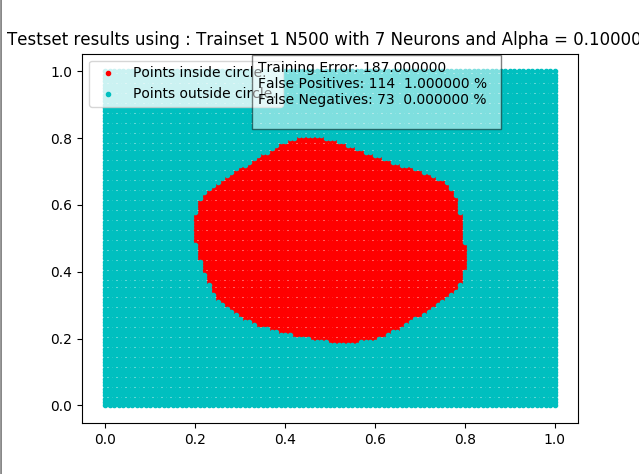 Testset results using : Trainset 1 N500 with 7 Neurons and Alpha = 0.10000
Points inside circle
Points outside circle
Training Error: 187.000000
False Positives: 114 1.000000 %
False Negatives: 73 0.000000 %
1.0
0.8
0.6
0.4
0.2
0.0
0.0 0.2 0.4 0.6 0.8 1.0